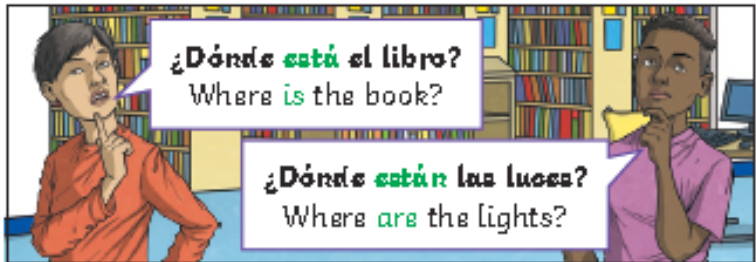 ¿Dónde está el libro?
Where is the book?
¿Dónde están las luces?
Where are the lights?